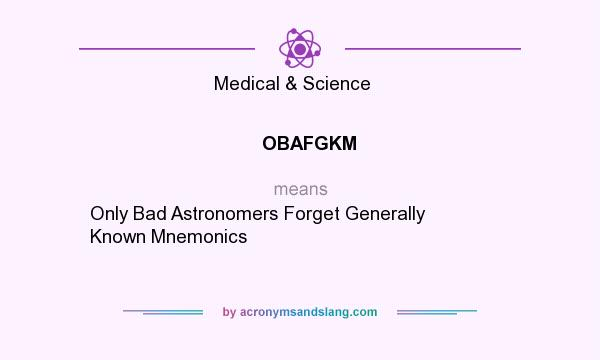 Medical & Science
OBAFGKM
means
Only Bad Astronomers Forget Generally
Known Mnemonics
by acronymsandslang.com